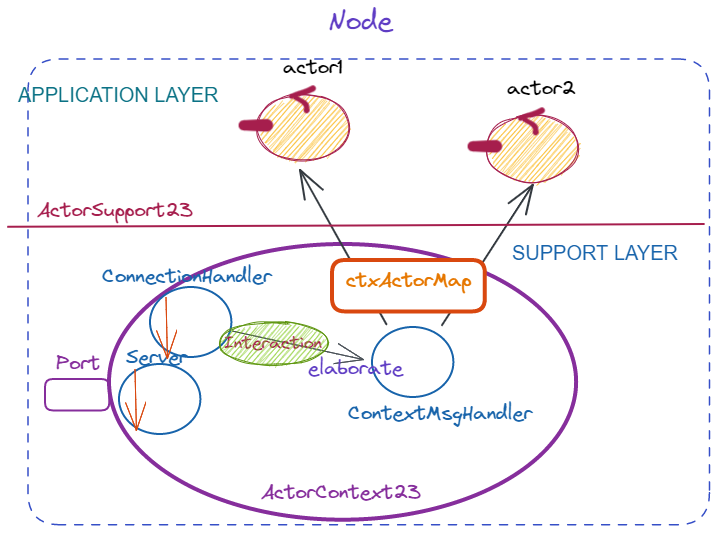 Node
actor1
actor2
APPLICATION LAYER
ActorSupport23
SUPPORT LAYER
ConnectionHandler
ctxActorMap
Interaction
Server
Port
elaborate
ContextMsgHandler
ActorContext23